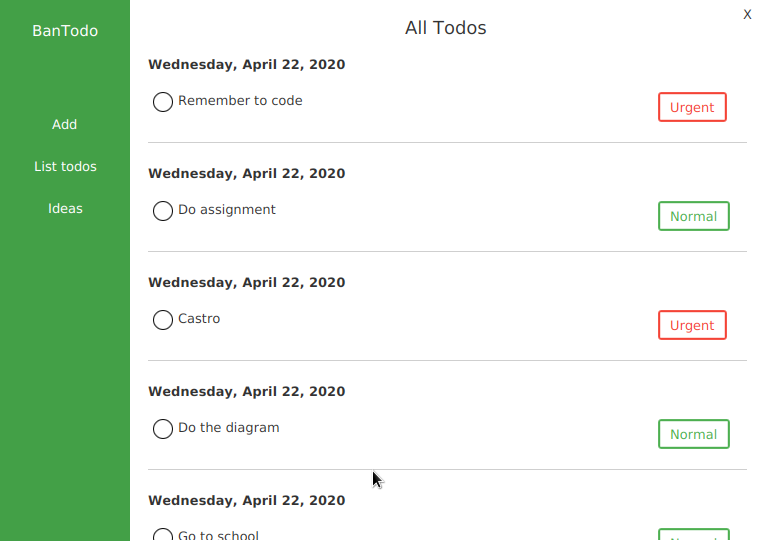 BanTodo
Add
List todos
Ideas
X
All Todos
Wednesday, April 22, 2020
Remember to code
Urgent
Wednesday, April 22, 2020
Do assignment
Normal
Wednesday, April 22, 2020
Castro
Urgent
Wednesday, April 22, 2020
Do the diagram
Normal
Wednesday, April 22, 2020
Go to school